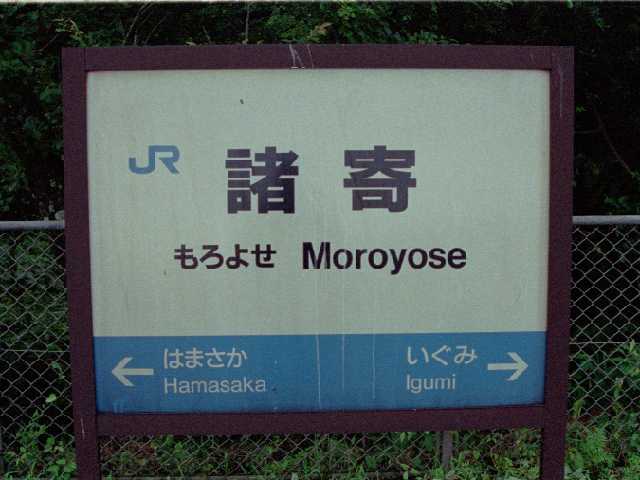 JR
諸寄
もろよせ Moroyose
← はまさか いぐみ →
Hamasaka Igumi